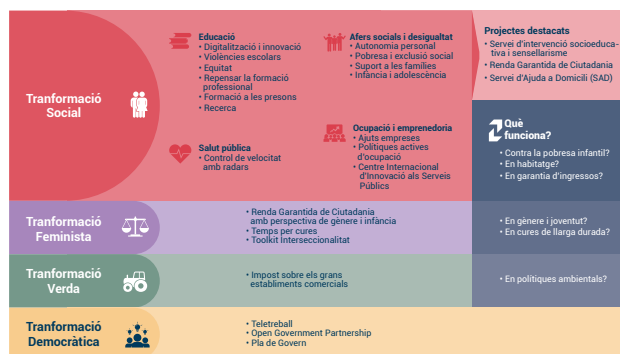 Tranformació
Social
Educació
• Digitalització i innovació
• Violències escolars
• Equitat
• Repensar la formació
professional
• Formació a les presons
• Recerca
Salut pública
• Control de velocitat
amb radars
Afers socials i desigualtat
• Autonomia personal
• Pobresa i exclusió social
• Suport a les famílies
• Infància i adolescència
Ocupació i emprenedoria
• Ajuts empreses
• Polítiques actives
d'ocupació
• Centre Internacional
d'Innovació als Serveis
Públics
Projectes destacats
• Servei d'intervenció socioeduca-
tiva i sensellarisme
• Renda Garantida de Ciutadania
• Servei d'Ajuda a Domicili (SAD)
Què
funciona?
• Contra la pobresa infantil?
• En habitatge?
• En garantia d'ingressos?
Tranformació
Feminista
• Renda Garantida de Ciutadania
amb perspectiva de gènere i infància
• Temps per cures
• Toolkit Interseccionalitat
• En gènere i joventut?
• En cures de llarga durada?
Tranformació
Verda
• Impost sobre els grans
establiments comercials
• En polítiques ambientals?
Tranformació
Democràtica
• Teletreball
• Open Government Partnership
• Pla de Govern